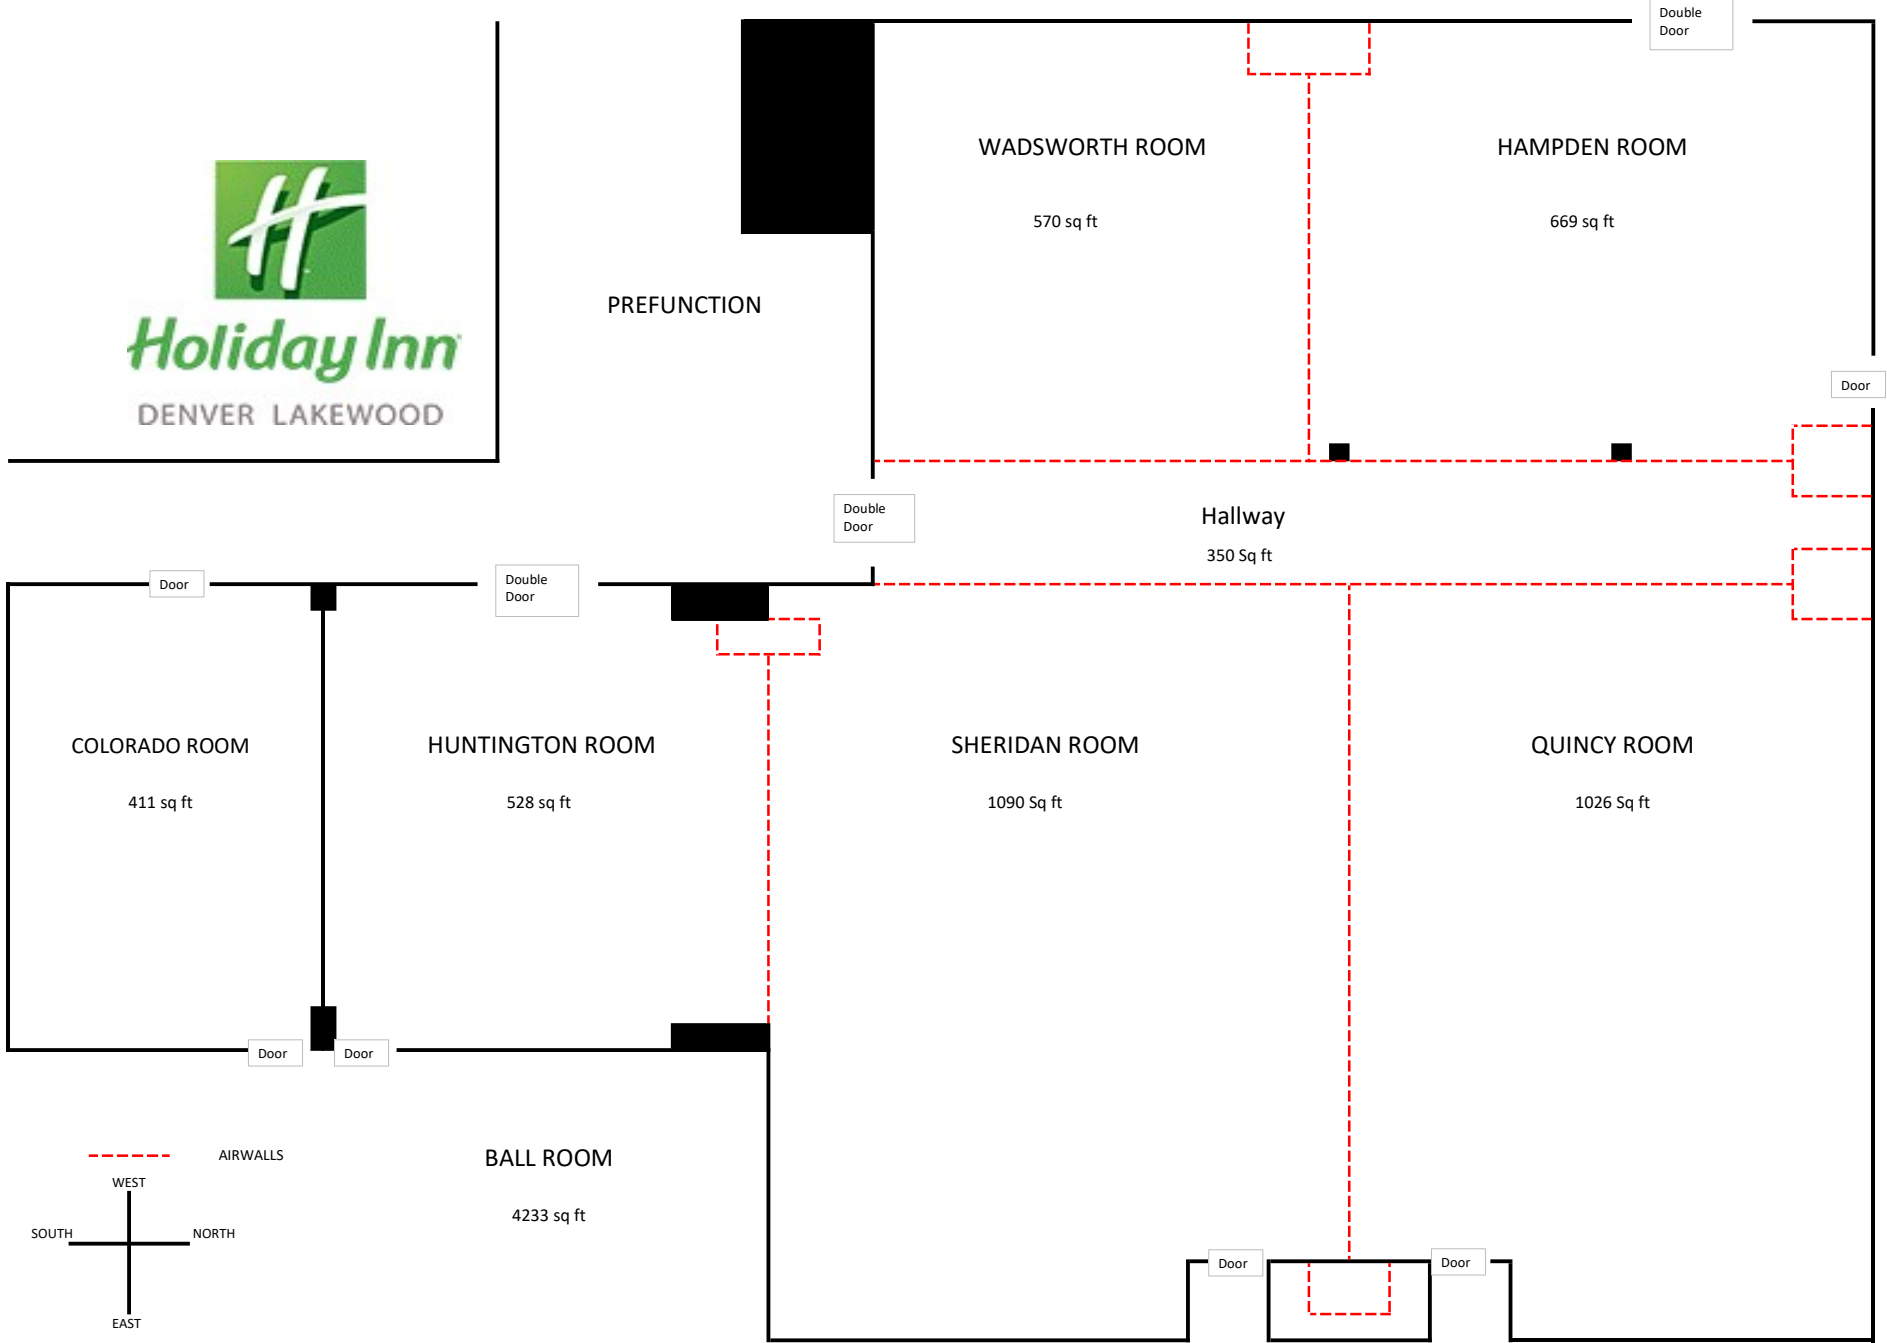 Double
Door
WADSWORTH ROOM
HAMPDEN ROOM
570 sq ft
669 sq ft
H
Holiday Inn
DENVER LAKEWOOD
PREFUNCTION
Door
Double
Door
Hallway
350 Sq ft
Door
Double
Door
COLORADO ROOM
HUNTINGTON ROOM
SHERIDAN ROOM
QUINCY ROOM
411 sq ft
528 sq ft
1090 Sq ft
1026 Sq ft
Door
Door
AIRWALLS
WEST
SOUTH
NORTH
EAST
BALL ROOM
4233 sq ft
Door
Door